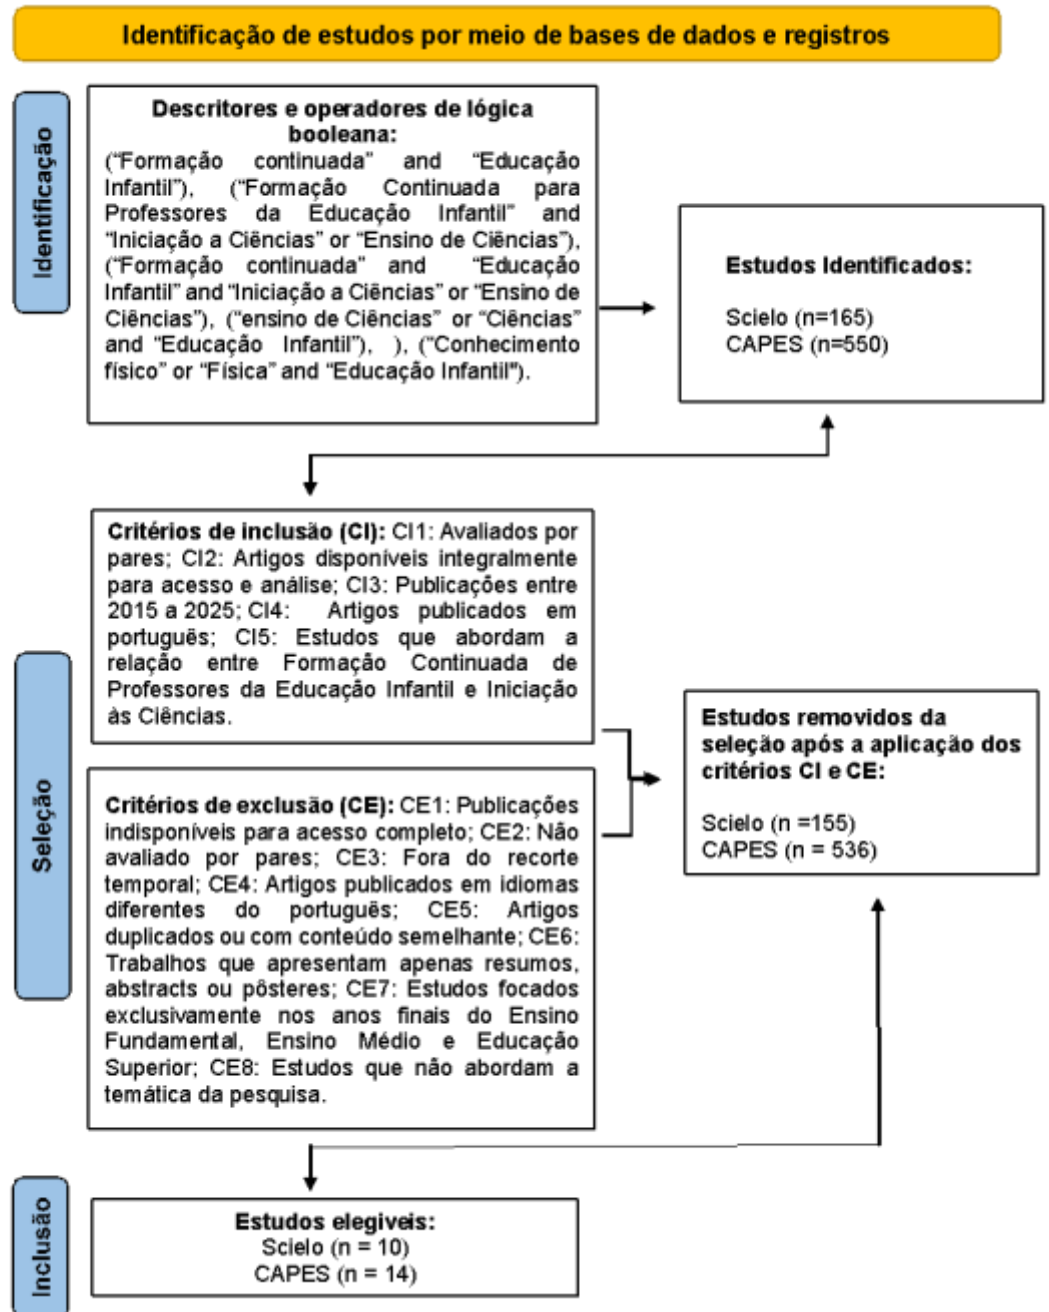 Identificação de estudos por meio de bases de dados e registros
Identificação
Descritores e operadores de lógica
booleana:
(“Formação continuada” and “Educação
Infantil”), (“Formação Continuada para
Professores da Educação Infantil” and
“Iniciação a Ciências” or “Ensino de Ciências”),
(“Formação continuada” and “Educação
Infantil” and “Iniciação a Ciências” or “Ensino de
Ciências”), (“ensino de Ciências” or “Ciências”
and “Educação Infantil”), ), (“Conhecimento
físico” or “Física” and “Educação Infantil").
Estudos Identificados:
Scielo (n=165)
CAPES (n=550)
Seleção
Critérios de inclusão (CI): CI1: Avaliados por
pares; CI2: Artigos disponíveis integralmente
para acesso e análise; CI3: Publicações entre
2015 a 2025; CI4: Artigos publicados em
português; CI5: Estudos que abordam a
relação entre Formação Continuada de
Professores da Educação Infantil e Iniciação
às Ciências.
Critérios de exclusão (CE): CE1: Publicações
indisponíveis para acesso completo; CE2: Não
avaliado por pares; CE3: Fora do recorte
temporal; CE4: Artigos publicados em idiomas
diferentes do português; CE5: Artigos
duplicados ou com conteúdo semelhante; CE6:
Trabalhos que apresentam apenas resumos,
abstracts ou pôsteres; CE7: Estudos focados
exclusivamente nos anos finais do Ensino
Fundamental, Ensino Médio e Educação
Superior; CE8: Estudos que não abordam a
temática da pesquisa.
Estudos removidos da
seleção após a aplicação dos
critérios CI e CE:
Scielo (n =155)
CAPES (n = 536)
Inclusão
Estudos elegiveis:
Scielo (n = 10)
CAPES (n = 14)